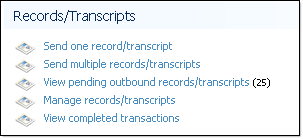 Records/Transcripts
Send one record/transcript
Send multiple records/transcripts
View pending outbound records/transcripts (25)
Manage records/transcripts
View completed transactions